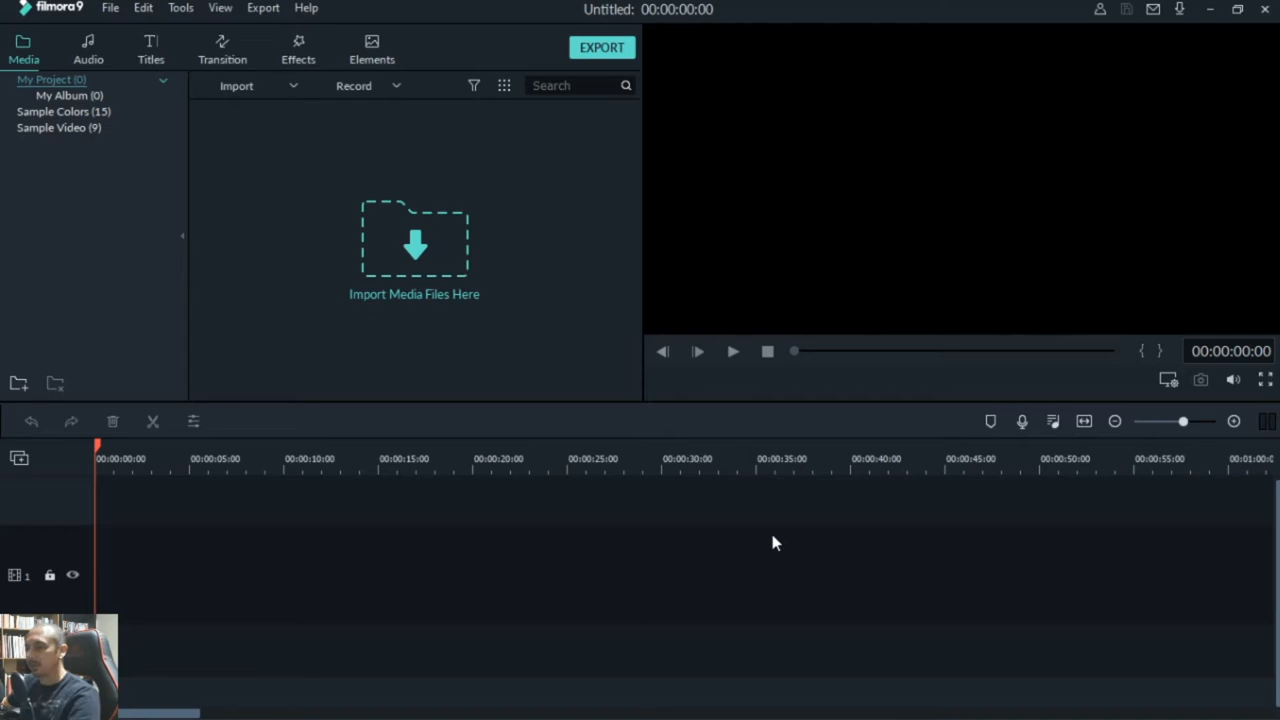 filmora9 File Edit Tools View Export Help Untitled: 00:00:00:00
Media Audio Titles Transition Effects Elements EXPORT
My Project (0)
My Album (0)
Sample Colors (15)
Sample Video (9)
Import Record Search
Import Media Files Here
00:00:00:00
00:00:00:00 00:00:05:00 00:00:10:00 00:00:15:00 00:00:20:00 00:00:25:00 00:00:30:00 00:00:35:00 00:00:40:00 00:00:45:00 00:00:50:00 00:00:55:00 00:01:00:0
1